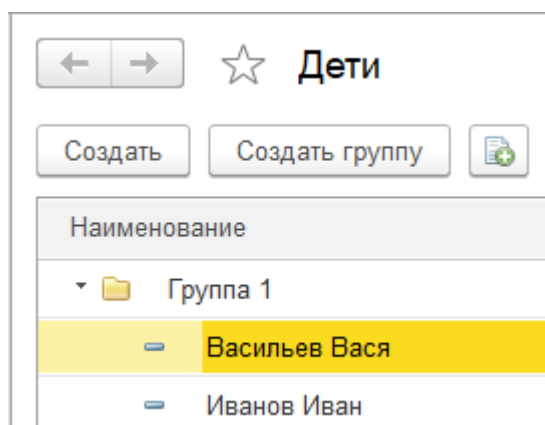 Дети
Создать Создать группу
Наименование
Группа 1
Васильев Вася
Иванов Иван